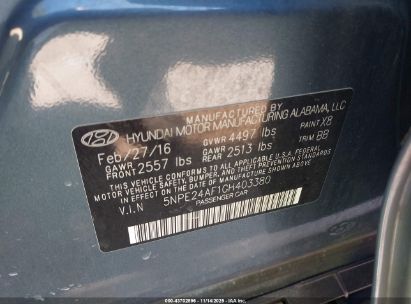 MANUFACTURED BY
HYUNDAI MOTOR MANUFACTURING ALABAMA, LLC
Feb/27/16 GVWR 4497 lbs PAINT X8
GAWR FRONT 2557 lbs GAWR REAR 2513 lbs TRIM BB
THIS VEHICLE CONFORMS TO ALL APPLICABLE U.S. FEDERAL
MOTOR VEHICLE SAFETY, BUMPER, AND THEFT PREVENTION STANDARDS
IN EFFECT ON THE DATE OF MANUFACTURE SHOWN ABOVE.
V.I.N 5NPE24AF1GH403380
PASSENGER CAR